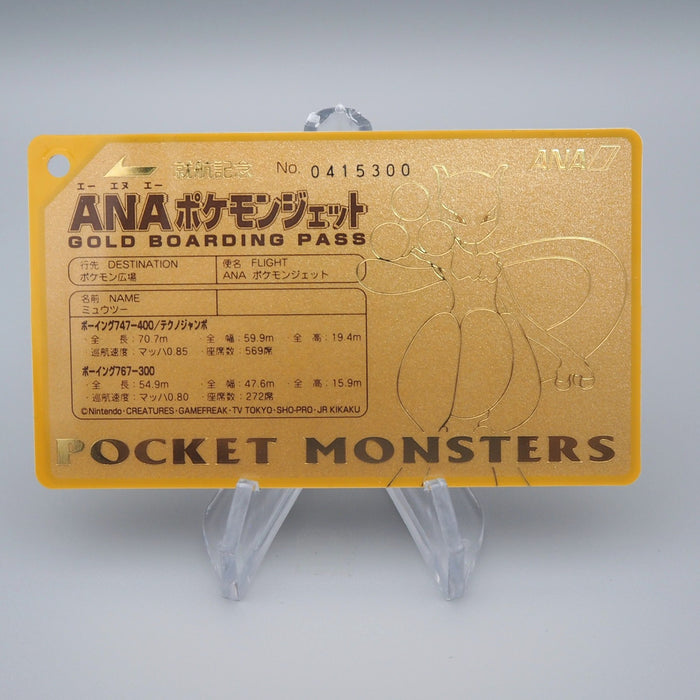 就航記念 No. 0415300 ANA
エー エヌ エー
ANAポケモンジェット
GOLD BOARDING PASS
行先 DESTINATION 便名 FLIGHT
ポケモン広場 ANA ポケモンジェット
名前 NAME
ミュウツー
ボーイング747-400/テクノジャンボ
・全 長：70.7m ・全 幅：59.9m ・全 高：19.4m
・巡航速度：マッハ0.85 ・座席数：569席
ボーイング767-300
・全 長：54.9m ・全 幅：47.6m ・全 高：15.9m
・巡航速度：マッハ0.80 ・座席数：272席
©Nintendo・CREATURES・GAMEFREAK・TV TOKYO・SHO-PRO・JR KIKAKU
POCKET MONSTERS